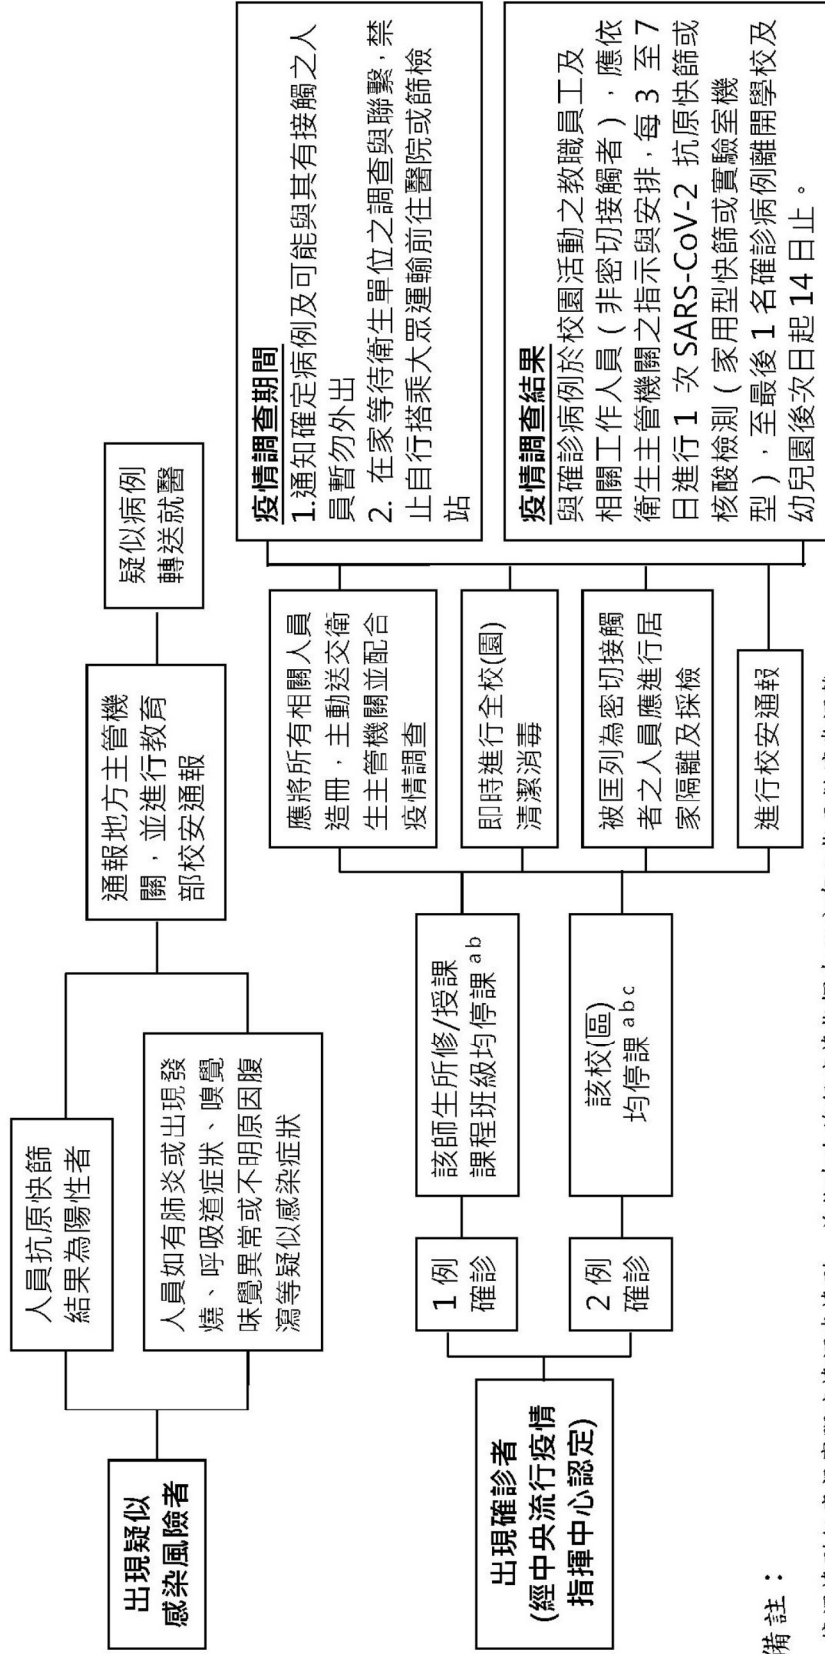 出現疑似
感染風險者
人員抗原快篩
結果為陽性者
人員如有肺炎或出現發
燒、呼吸道症狀、嗅覺
味覺異常或不明原因腹
瀉等疑似感染症狀
通報地方主管機
關，並進行教育
部校安通報
疑似病例
轉送就醫
出現確診者
(經中央流行疫情
指揮中心認定)
1 例
確診
該師生所修/授課
課程班級均停課 ab
2 例
確診
該校(區)
均停課 abc
應將所有相關人員
造冊，主動送交衛
生主管機關並配合
疫情調查
即時進行全校(園)
清潔消毒
被匡列為密切接觸
者之人員應進行居
家隔離及採檢
進行校安通報
疫情調查期間
1.通知確定病例及可能與其有接觸之人
員暫勿外出
2. 在家等待衛生單位之調查與聯繫，禁
止自行搭乘大眾運輸前往醫院或篩檢
站
疫情調查結果
與確診病例於校園活動之教職員工及
相關工作人員（非密切接觸者），應依
衛生主管機關之指示與安排，每 3 至 7
日進行 1 次 SARS-CoV-2 抗原快篩或
核酸檢測（家用型快篩或實驗室機
型），至最後 1 名確診病例離開學校及
幼兒園後次日起 14 日止。
備註：